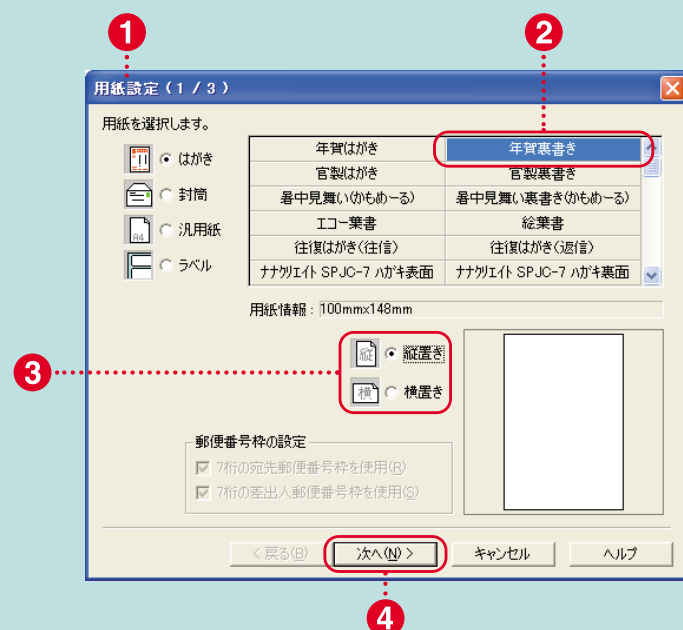 1
2
用紙設定（1 / 3）
用紙を選択します。
はがき
封筒
A4
汎用紙
ラベル
年賀はがき 年賀裏書き
官製はがき 官製裏書き
暑中見舞い(かもめーる) 暑中見舞い裏書き(かもめーる)
エコー葉書 絵葉書
往復はがき(往信) 往復はがき(返信)
ナナクリエイト SPJC-7 ハガキ表面 ナナクリエイト SPJC-7 ハガキ裏面
用紙情報： 100mmx148mm
3
縦 縦置き
横 横置き
郵便番号枠の設定
7桁の宛先郵便番号枠を使用(R)
7桁の差出人郵便番号枠を使用(S)
< 戻る(B) 次へ(N) > キャンセル ヘルプ
4